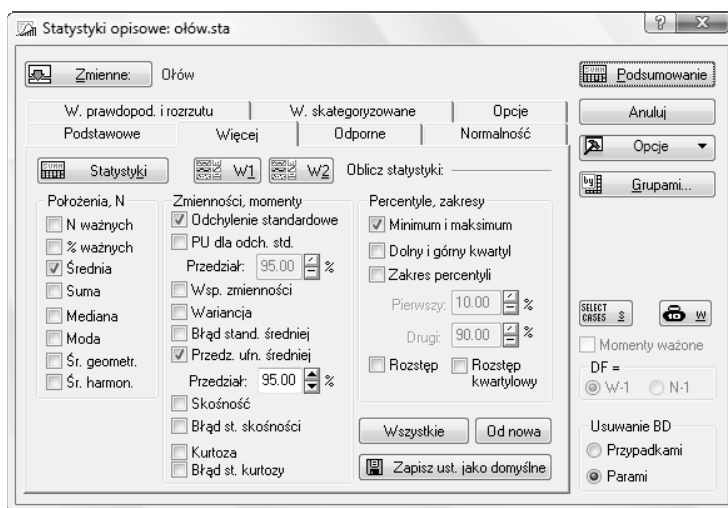 Statystyki opisowe: ołów.sta
Zmienne: Ołów
W. prawdopod. i rozrzutu W. skategoryzowane Opcje
Podstawowe Więcej Odporne Normalność
Statystyki W1 W2 Oblicz statystyki:
Położenia, N
N ważnych
% ważnych
Średnia
Suma
Mediana
Moda
Śr. geometr.
Śr. harmon.
Zmienności, momenty
Odchylenie standardowe
PU dla odch. std.
Przedział: 95.00 %
Wsp. zmienności
Wariancja
Błąd stand. średniej
Przedz. ufn. średniej
Przedział: 95.00 %
Skośność
Błąd st. skośności
Kurtoza
Błąd st. kurtozy
Percentyle, zakresy
Minimum i maksimum
Dolny i górny kwartyl
Zakres percentyli
Pierwszy: 10.00 %
Drugi: 90.00 %
Rozstęp Rozstęp
kwartylowy
Wszystkie Od nowa
Zapisz ust. jako domyślne
Podsumowanie
Anuluj
Opcje
Grupami...
SELECT
CASES S W
Momenty ważone
DF =
W-1 N-1
Usuwanie BD
Przypadkami
Parami